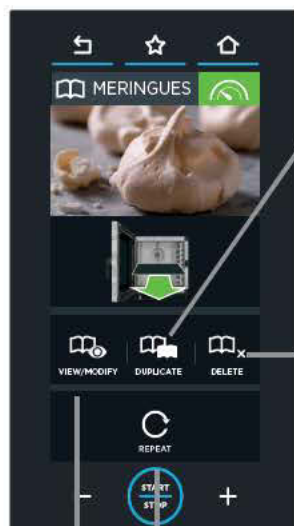 MERINGUES
VIEW/MODIFY DUPLICATE DELETE
REPEAT
START
STOP